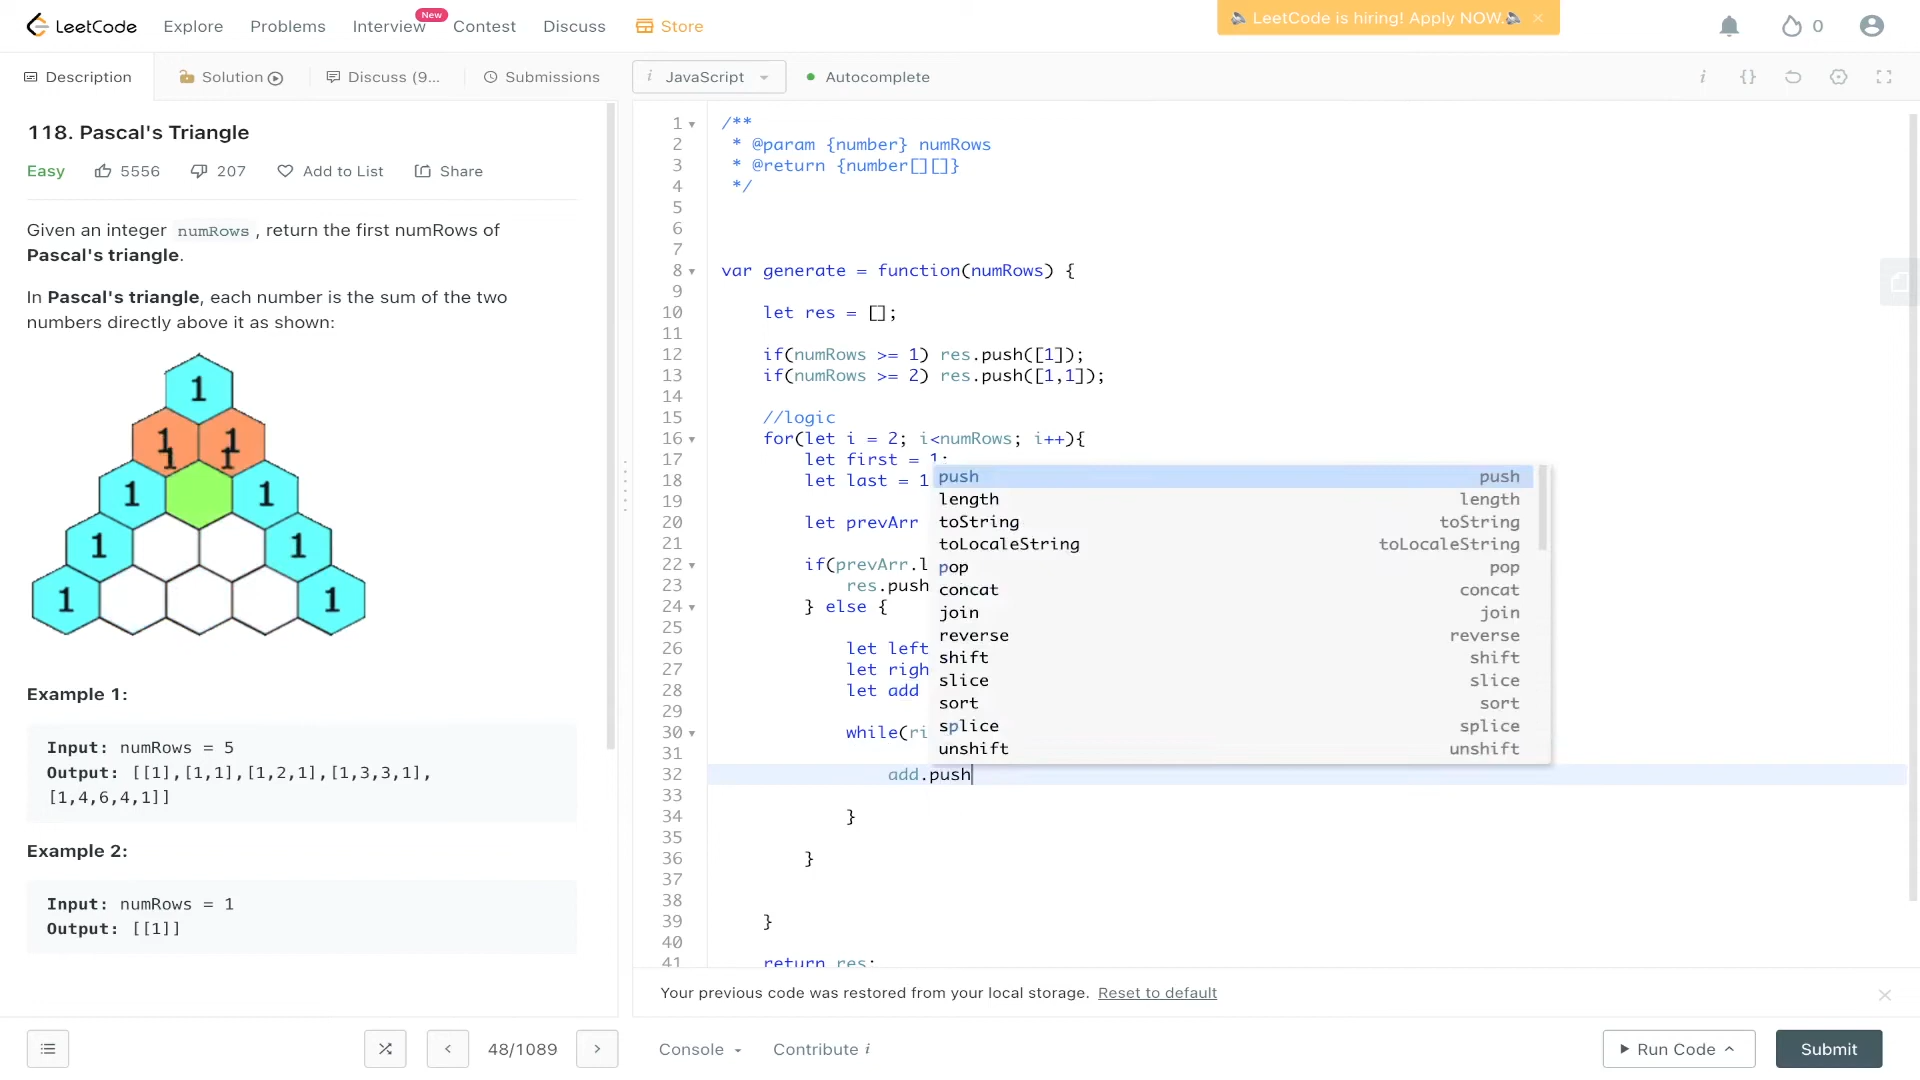 LeetCode
Explore
Problems
Interview
New
Contest
Discuss
Store
LeetCode is hiring! Apply NOW.
0
Description
Solution
Discuss (9...
Submissions
i JavaScript
Autocomplete
118. Pascal's Triangle
Easy
5556
207
Add to List
Share
Given an integer numRows , return the first numRows of
Pascal's triangle.
In Pascal's triangle, each number is the sum of the two
numbers directly above it as shown:
1
1 1
1 1
1 1
1 1
1 1
Example 1:
Input: numRows = 5
Output: [[1],[1,1],[1,2,1],[1,3,3,1],
[1,4,6,4,1]]
Example 2:
Input: numRows = 1
Output: [[1]]
1 /**
2 * @param {number} numRows
3 * @return {number[][]}
4 */
5
6
7
8 var generate = function(numRows) {
9
10 let res = [];
11
12 if(numRows >= 1) res.push([1]);
13 if(numRows >= 2) res.push([1,1]);
14
15 //logic
16 for(let i = 2; i<numRows; i++){
17 let first = 1;
18 let last = 1
19
20 let prevArr
21
22 if(prevArr.l
23 res.push
24 } else {
25
26 let left
27 let righ
28 let add
29
30 while(ri
31
32 add.push
33
34 }
35
36 }
37
38
39 }
40
41 return res;
push push
length length
toString toString
toLocaleString toLocaleString
pop pop
concat concat
join join
reverse reverse
shift shift
slice slice
sort sort
splice splice
unshift unshift
Your previous code was restored from your local storage. Reset to default
48/1089
Console
Contribute i
Run Code
Submit